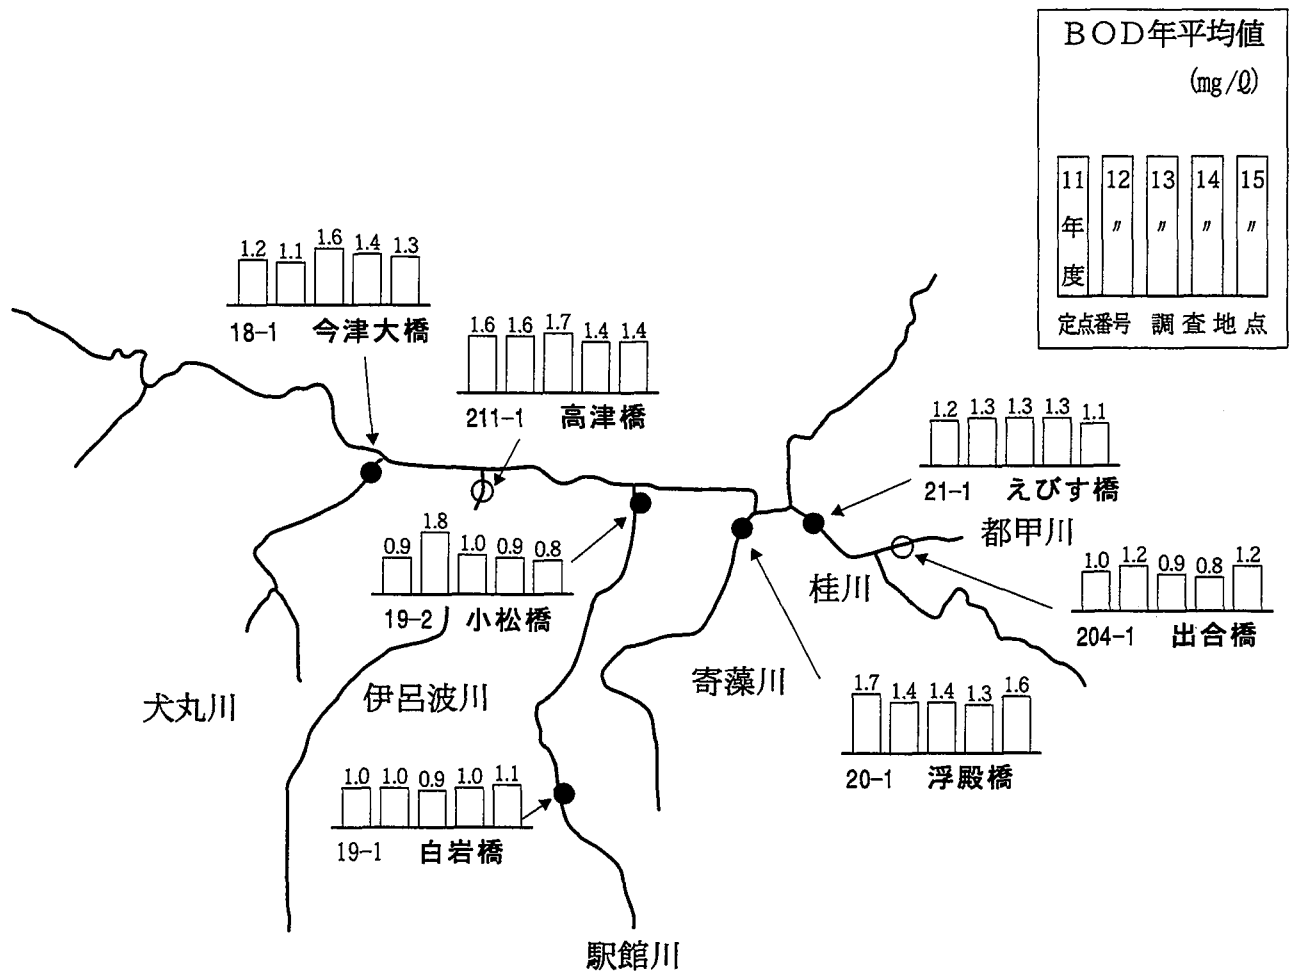 BOD年平均値
(mg/ℓ)
11 12 13 14 15
年 〃 〃 〃 〃
度
定点番号 調査地点
1.2 1.1 1.6 1.4 1.3
18-1 今津大橋
1.6 1.6 1.7 1.4 1.4
211-1 高津橋
1.2 1.3 1.3 1.3 1.1
21-1 えびす橋
都甲川
0.9 1.8 1.0 0.9 0.8
19-2 小松橋
桂川
1.0 1.2 0.9 0.8 1.2
204-1 出合橋
犬丸川
伊呂波川
寄藻川
1.7 1.4 1.4 1.3 1.6
20-1 浮殿橋
1.0 1.0 0.9 1.0 1.1
19-1 白岩橋
駅館川